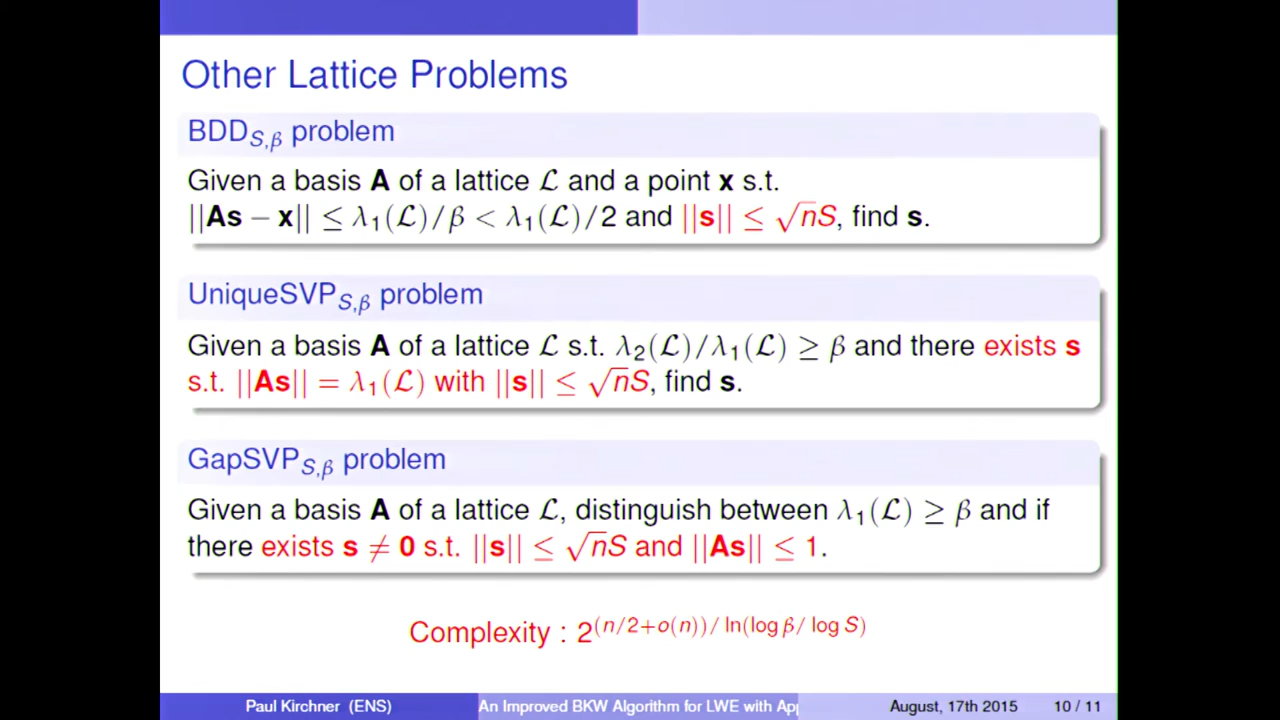 Other Lattice Problems
BDD_{S,β} problem
Given a basis A of a lattice ℒ and a point x s.t.
||As − x|| ≤ λ₁(ℒ)/β < λ₁(ℒ)/2 and ||s|| ≤ √nS, find s.
UniqueSVP_{S,β} problem
Given a basis A of a lattice ℒ s.t. λ₂(ℒ)/λ₁(ℒ) ≥ β and there exists s
s.t. ||As|| = λ₁(ℒ) with ||s|| ≤ √nS, find s.
GapSVP_{S,β} problem
Given a basis A of a lattice ℒ, distinguish between λ₁(ℒ) ≥ β and if
there exists s ≠ 0 s.t. ||s|| ≤ √nS and ||As|| ≤ 1.
Complexity : 2^{(n/2+o(n))/ ln(log β/ log S)}
Paul Kirchner (ENS) An Improved BKW Algorithm for LWE with App August, 17th 2015 10 / 11